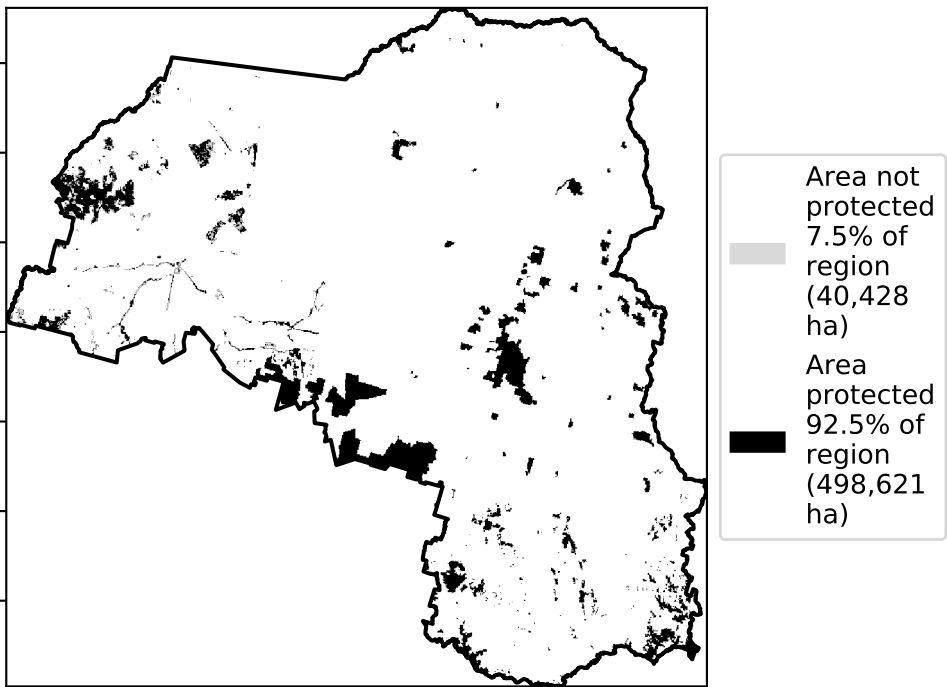 Area not
protected
7.5% of
region
(40,428
ha)
Area
protected
92.5% of
region
(498,621
ha)